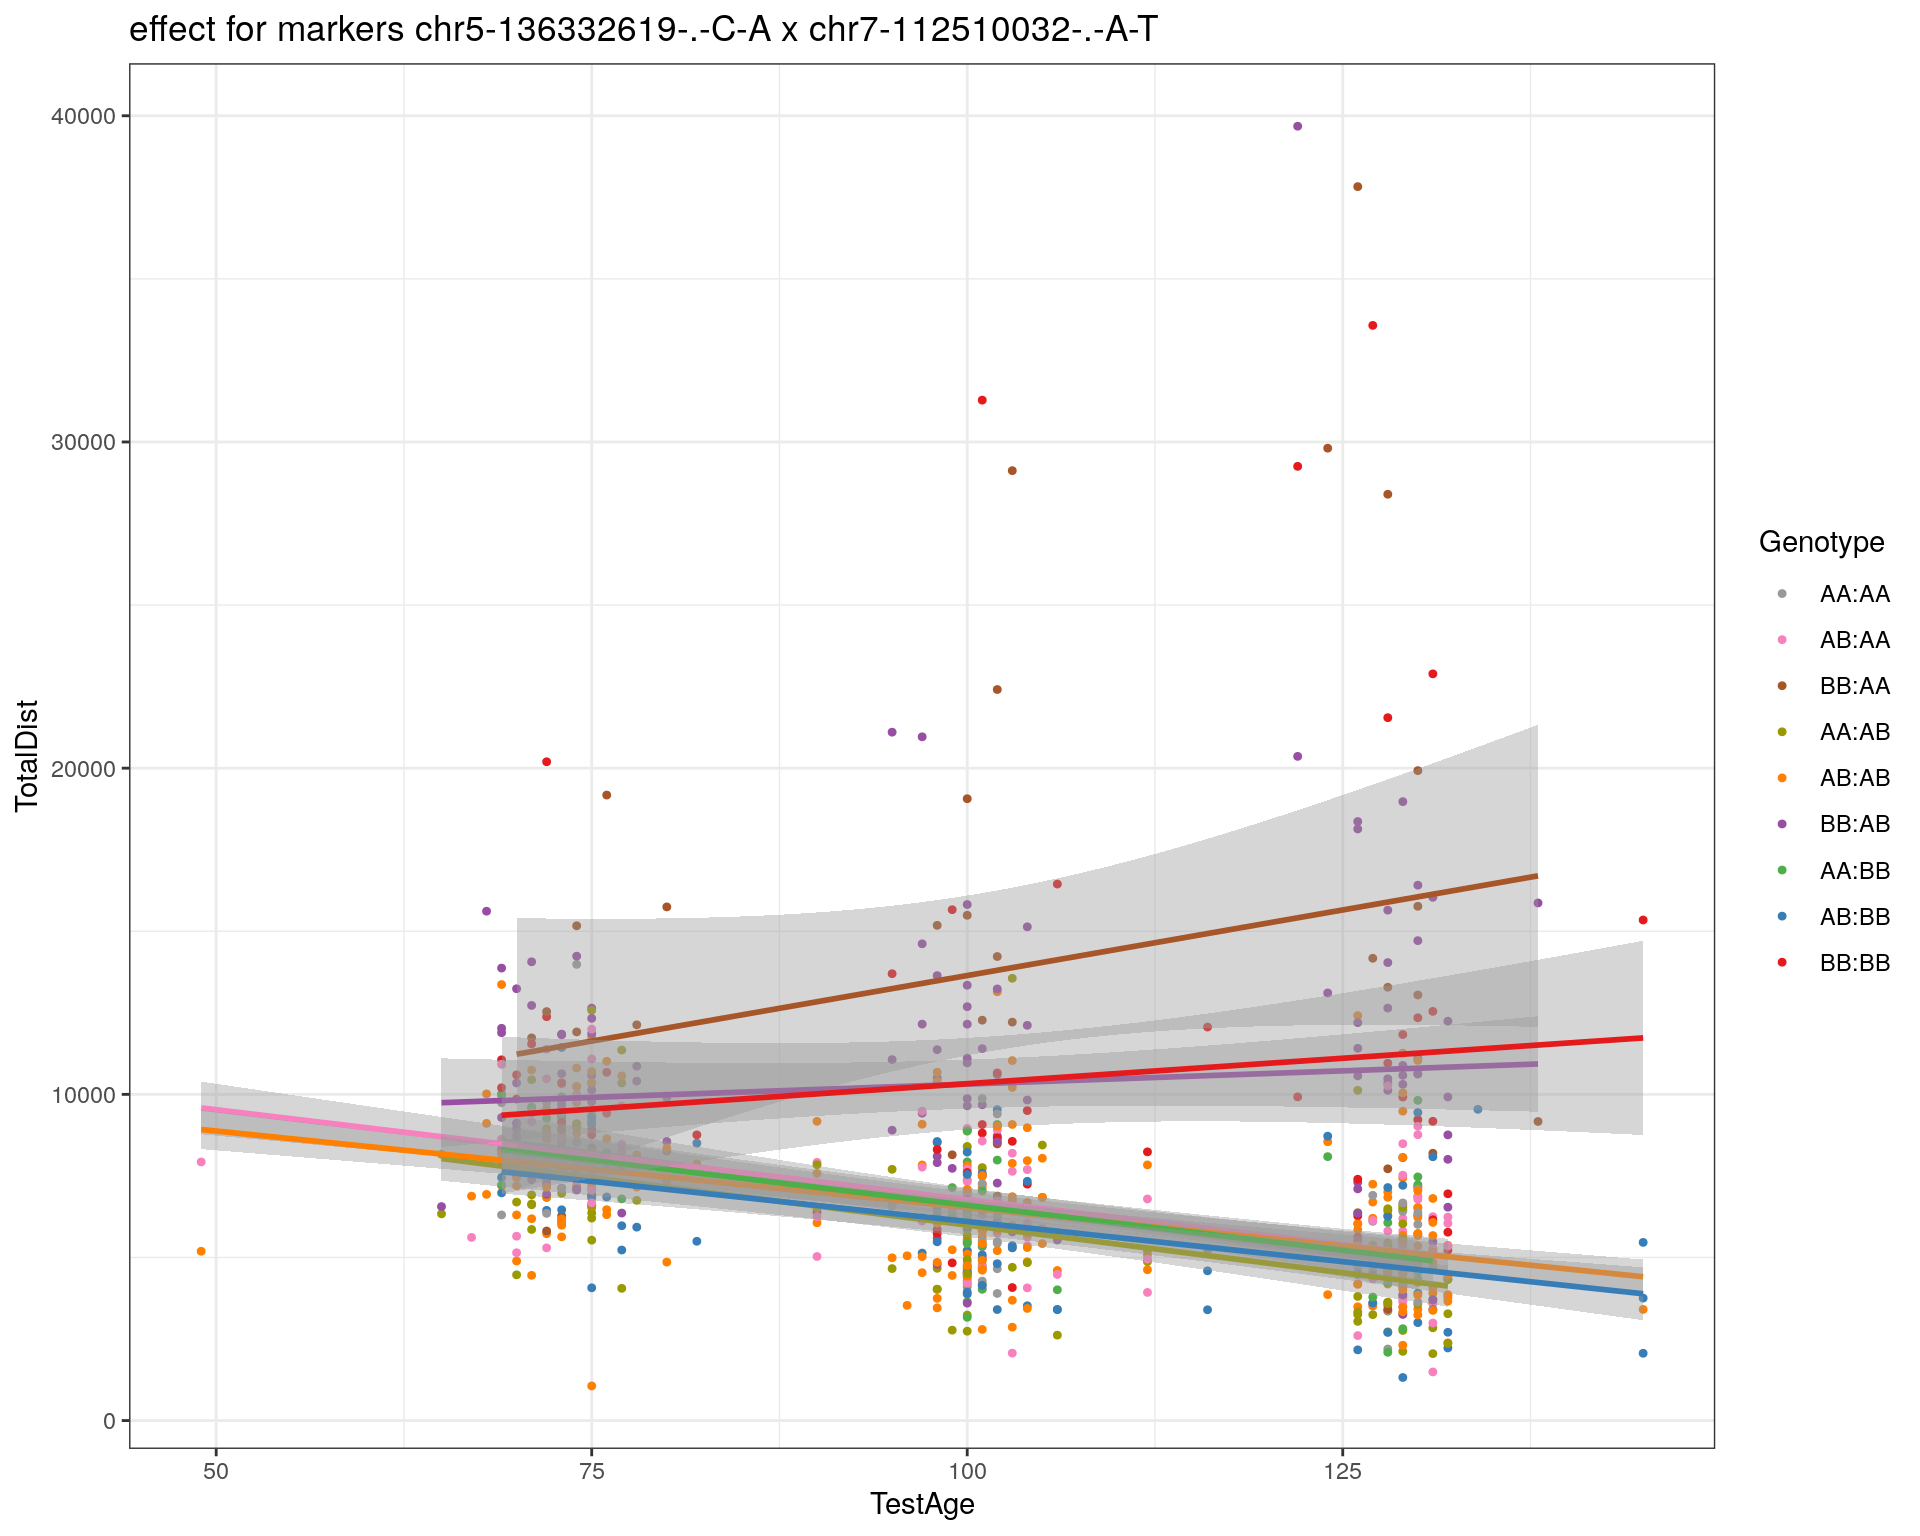 effect for markers chr5-136332619-.-C-A x chr7-112510032-.-A-T
40000
30000
20000
10000
0
TotalDist
50
75
100
125
TestAge
Genotype
AA:AA
AB:AA
BB:AA
AA:AB
AB:AB
BB:AB
AA:BB
AB:BB
BB:BB